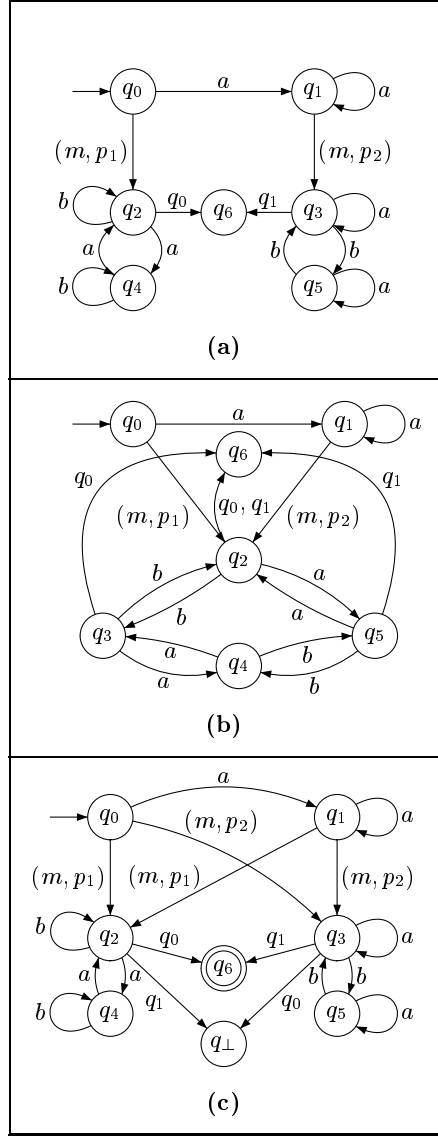 a
q₀ q₁ a
(m, p₁) (m, p₂)
b q₂ q₀ q₆ q₁ q₃ a
a a b b
b q₄ q₅ a
(a)
q₀ a q₁ a
q₀ q₆ q₁
(m, p₁) q₀, q₁ (m, p₂)
q₂
b a
b a
q₃ a q₄ b q₅
a b
(b)
a
q₀ (m, p₂) q₁ a
(m, p₁) (m, p₁) (m, p₂)
b q₂ q₀ q₆ q₁ q₃ a
a a q₁ q₀ b b
b q₄ q₅ a
q⊥
(c)